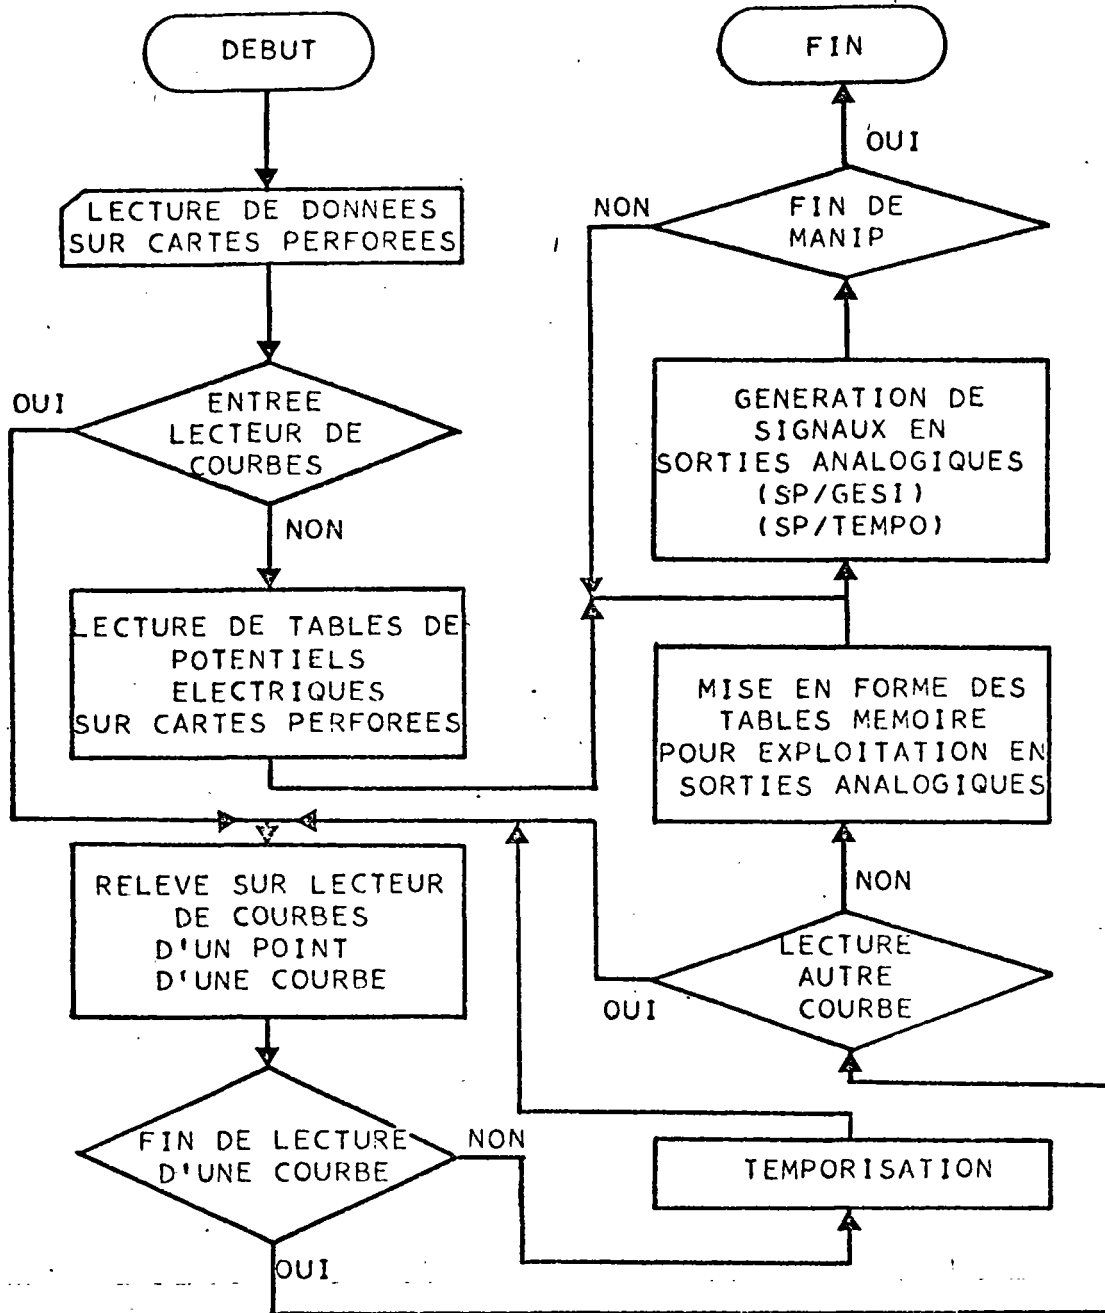 DEBUT
LECTURE DE DONNEES
SUR CARTES PERFOREES
OUI
ENTREE
LECTEUR DE
COURBES
NON
LECTURE DE TABLES DE
POTENTIELS
ELECTRIQUES
SUR CARTES PERFOREES
RELEVE SUR LECTEUR
DE COURBES
D'UN POINT
D'UNE COURBE
FIN DE LECTURE
D'UNE COURBE
NON
OUI
FIN
OUI
NON
FIN DE
MANIP
GENERATION DE
SIGNAUX EN
SORTIES ANALOGIQUES
(SP/GESI)
(SP/TEMPO)
MISE EN FORME DES
TABLES MEMOIRE
POUR EXPLOITATION EN
SORTIES ANALOGIQUES
NON
LECTURE
AUTRE
COURBE
OUI
TEMPORISATION